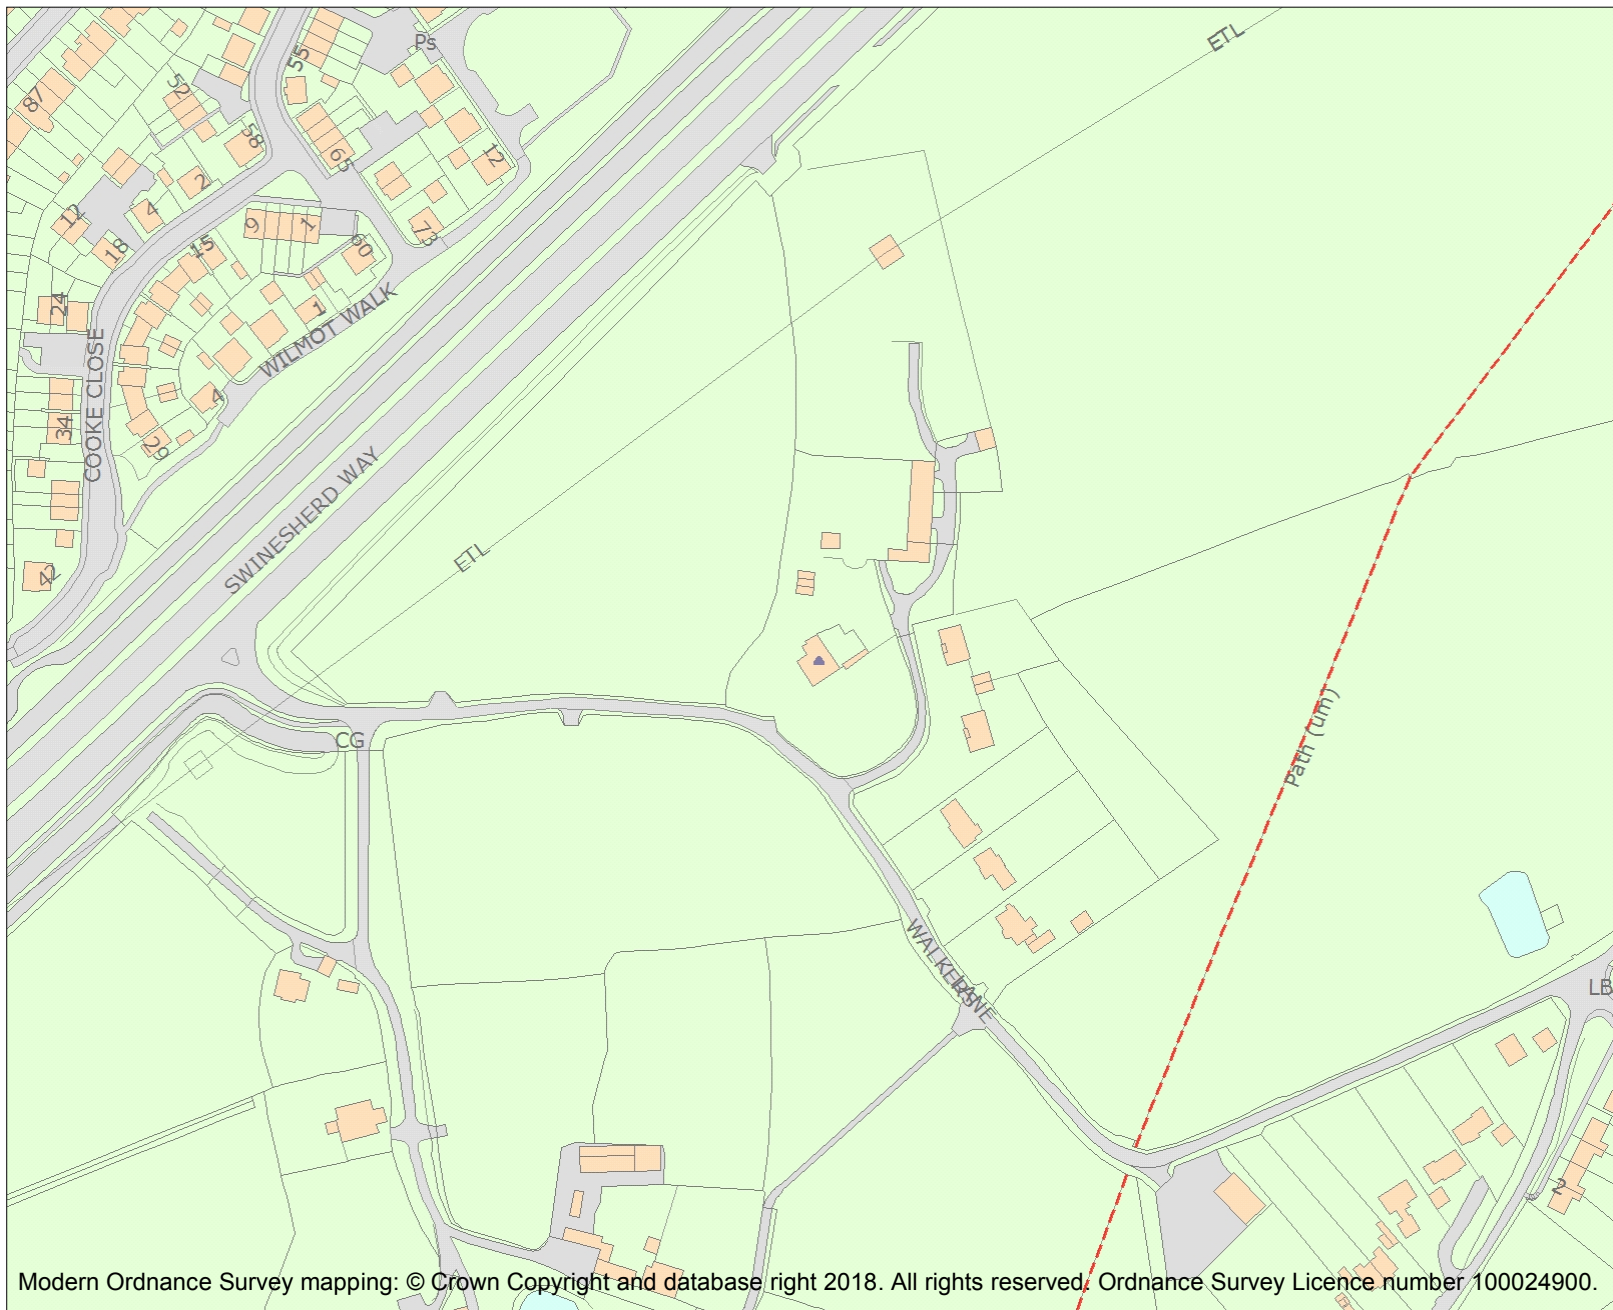 Ps
ETL
55
87
52
58
65
12
2
4
12
18
9
1
15
60
73
24
1
WILMOT WALK
COOKE CLOSE
4
34
29
SWINESHERD WAY
ETL
42
CG
Path (um)
WALKERS
LANE
LB
2
Modern Ordnance Survey mapping: © Crown Copyright and database right 2018. All rights reserved. Ordnance Survey Licence number 100024900.